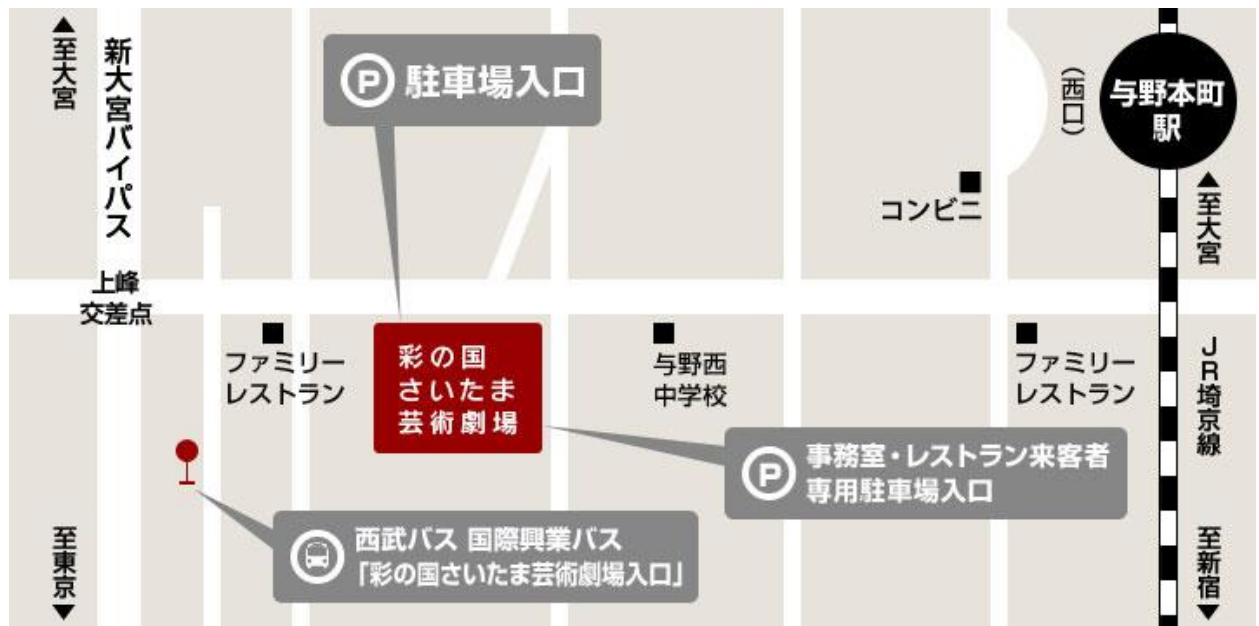 ▲至大宮
新大宮バイパス
P 駐車場入口
(西口)
与野本町
駅
コンビニ
▲至大宮
上峰
交差点
ファミリー
レストラン
彩の国
さいたま
芸術劇場
与野西
中学校
ファミリー
レストラン
JR埼京線
P 事務室・レストラン来客者
専用駐車場入口
西武バス 国際興業バス
「彩の国さいたま芸術劇場入口」
至東京▼
至新宿▼